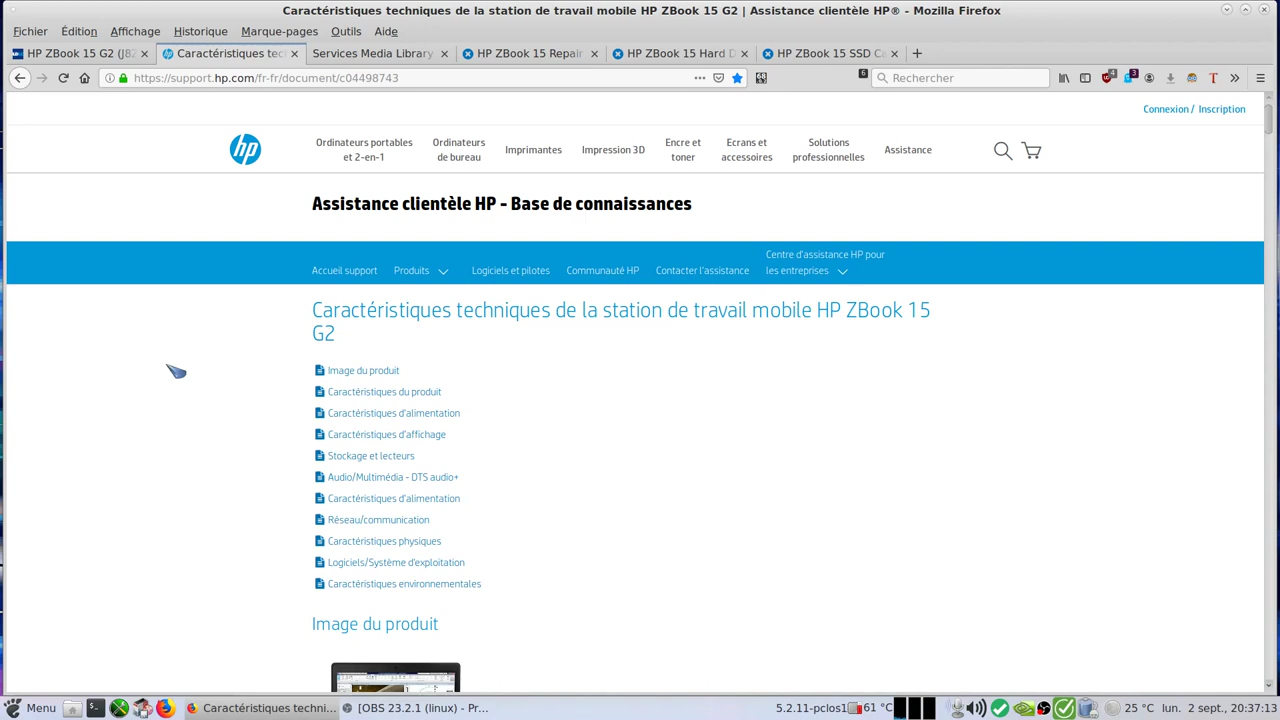 Caractéristiques techniques de la station de travail mobile HP ZBook 15 G2 | Assistance clientèle HP® - Mozilla Firefox
Fichier Édition Affichage Historique Marque-pages Outils Aide
HP ZBook 15 G2 (J8 Caractéristiques tec Services Media Library HP ZBook 15 Repair HP ZBook 15 Hard D HP ZBook 15 SSD Ca
https://support.hp.com/fr-fr/document/c04498743
6
Rechercher
4
3
Connexion / Inscription
hp
Ordinateurs portables et 2-en-1
Ordinateurs de bureau
Imprimantes
Impression 3D
Encre et toner
Ecrans et accessoires
Solutions professionnelles
Assistance
Assistance clientèle HP - Base de connaissances
Accueil support Produits Logiciels et pilotes Communauté HP Contacter l'assistance
Centre d'assistance HP pour
les entreprises
Caractéristiques techniques de la station de travail mobile HP ZBook 15
G2
Image du produit
Caractéristiques du produit
Caractéristiques d'alimentation
Caractéristiques d'affichage
Stockage et lecteurs
Audio/Multimédia - DTS audio+
Caractéristiques d'alimentation
Réseau/communication
Caractéristiques physiques
Logiciels/Système d'exploitation
Caractéristiques environnementales
Image du produit
Menu Caractéristiques techni... [OBS 23.2.1 (linux) - Pr... 5.2.11-pclos1 61 °C 25 °C lun. 2 sept., 20:37:13